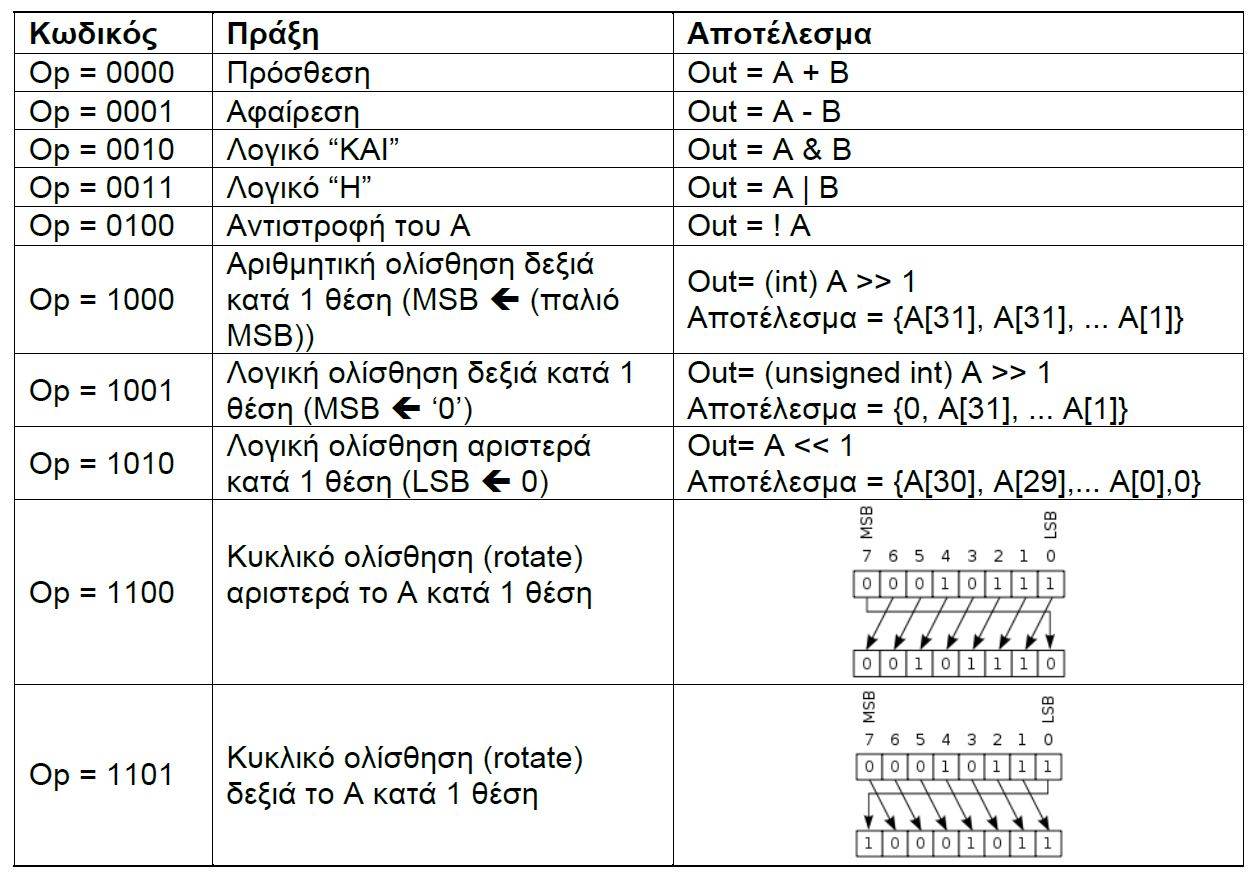 Κωδικός Πράξη Αποτέλεσμα
Op = 0000 Πρόσθεση Out = A + B
Op = 0001 Αφαίρεση Out = A - B
Op = 0010 Λογικό “ΚΑΙ” Out = A & B
Op = 0011 Λογικό “Η” Out = A | B
Op = 0100 Αντιστροφή του Α Out = ! A
Op = 1000
Αριθμητική ολίσθηση δεξιά
κατά 1 θέση (MSB 🡸 (παλιό
MSB))
Out= (int) A >> 1
Αποτέλεσμα = {A[31], A[31], ... A[1]}
Op = 1001
Λογική ολίσθηση δεξιά κατά 1
θέση (MSB 🡸 ‘0’)
Out= (unsigned int) A >> 1
Αποτέλεσμα = {0, A[31], ... A[1]}
Op = 1010
Λογική ολίσθηση αριστερά
κατά 1 θέση (LSB 🡸 0)
Out= A << 1
Αποτέλεσμα = {A[30], A[29],... A[0],0}
Op = 1100
Κυκλικό ολίσθηση (rotate)
αριστερά το Α κατά 1 θέση
MSB LSB
7 6 5 4 3 2 1 0
0 0 0 1 0 1 1 1
0 0 1 0 1 1 1 0
Op = 1101
Κυκλικό ολίσθηση (rotate)
δεξιά το Α κατά 1 θέση
MSB LSB
7 6 5 4 3 2 1 0
0 0 0 1 0 1 1 1
1 0 0 0 1 0 1 1